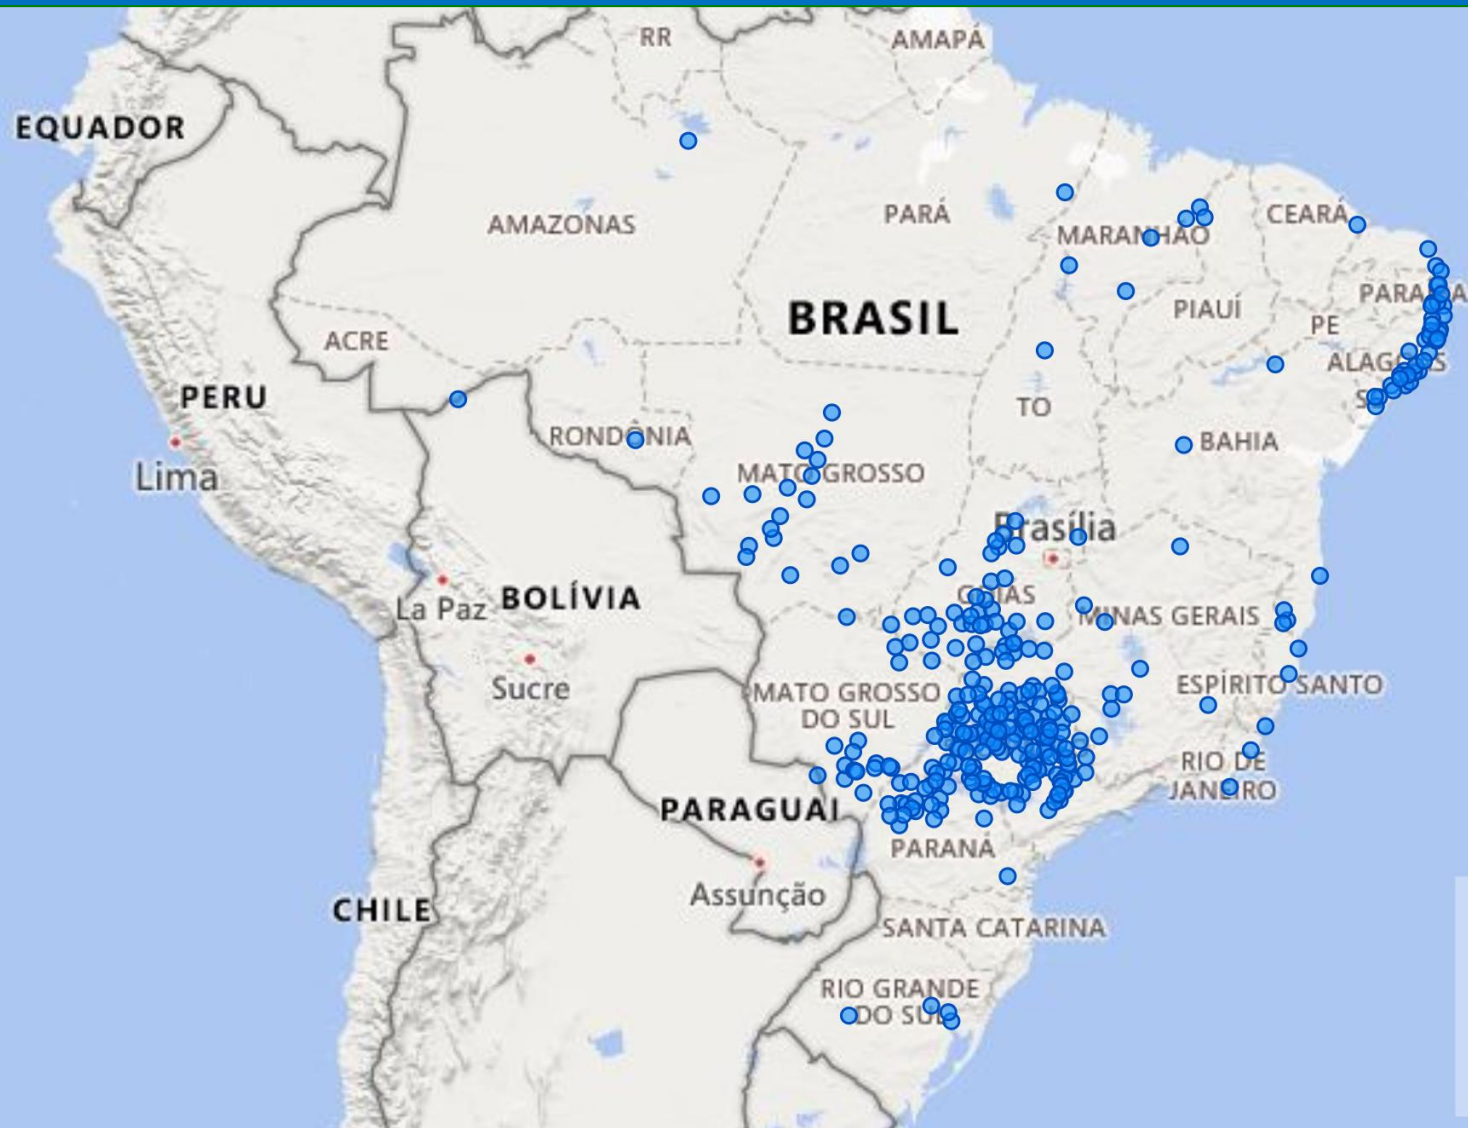 RR
AMAPÁ
EQUADOR
AMAZONAS
PARÁ
CEARÁ
MARANHÃO
PIAUÍ
BRASIL
PE
ACRE
PERU
TO
RONDÔNIA
BAHIA
Lima
MATO GROSSO
Brasília
La Paz
BOLÍVIA
GOIÁS
MINAS GERAIS
Sucre
MATO GROSSO
DO SUL
ESPÍRITO SANTO
RIO DE
JANEIRO
PARAGUAI
PARANÁ
Assunção
CHILE
SANTA CATARINA
RIO GRANDE
DO SUL
ALAGOAS